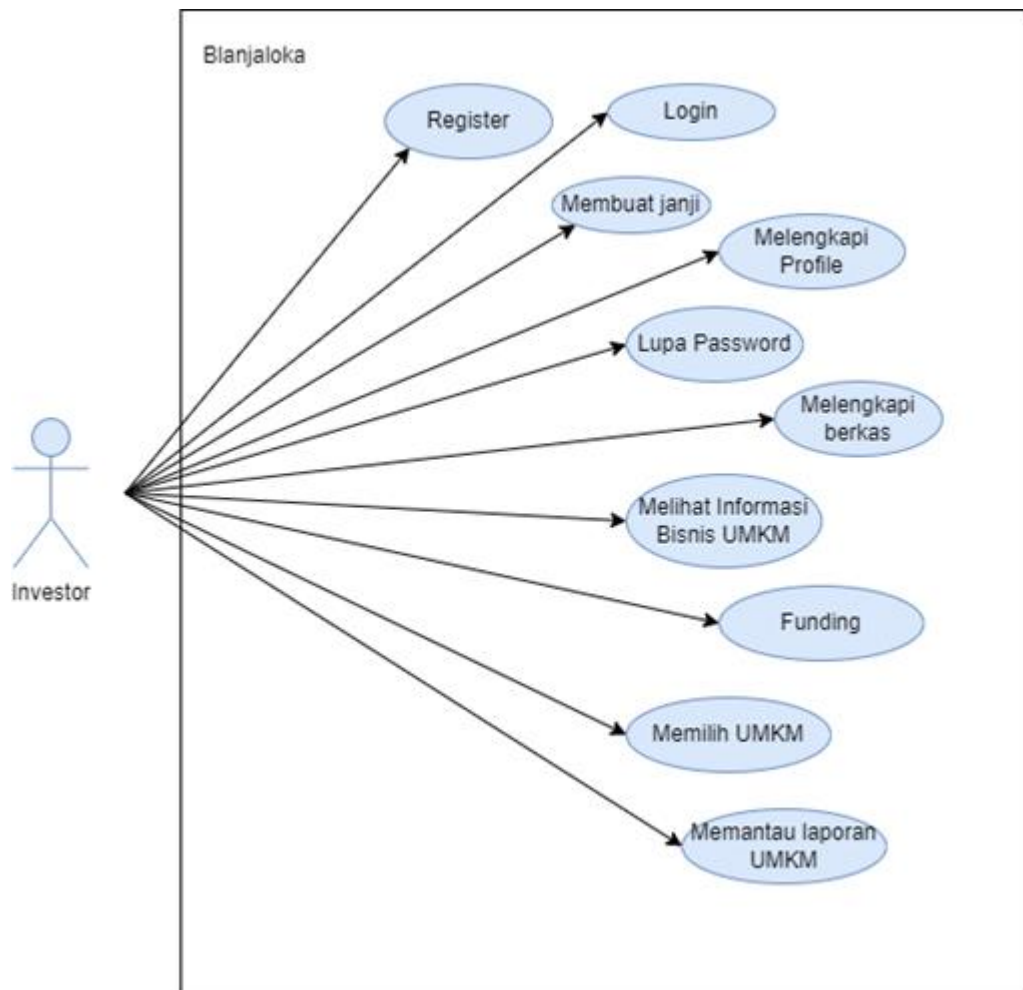 Blanjaloka
Register
Login
Membuat janji
Melengkapi
Profile
Lupa Password
Melengkapi
berkas
Melihat Informasi
Bisnis UMKM
Investor
Funding
Memilih UMKM
Memantau laporan
UMKM